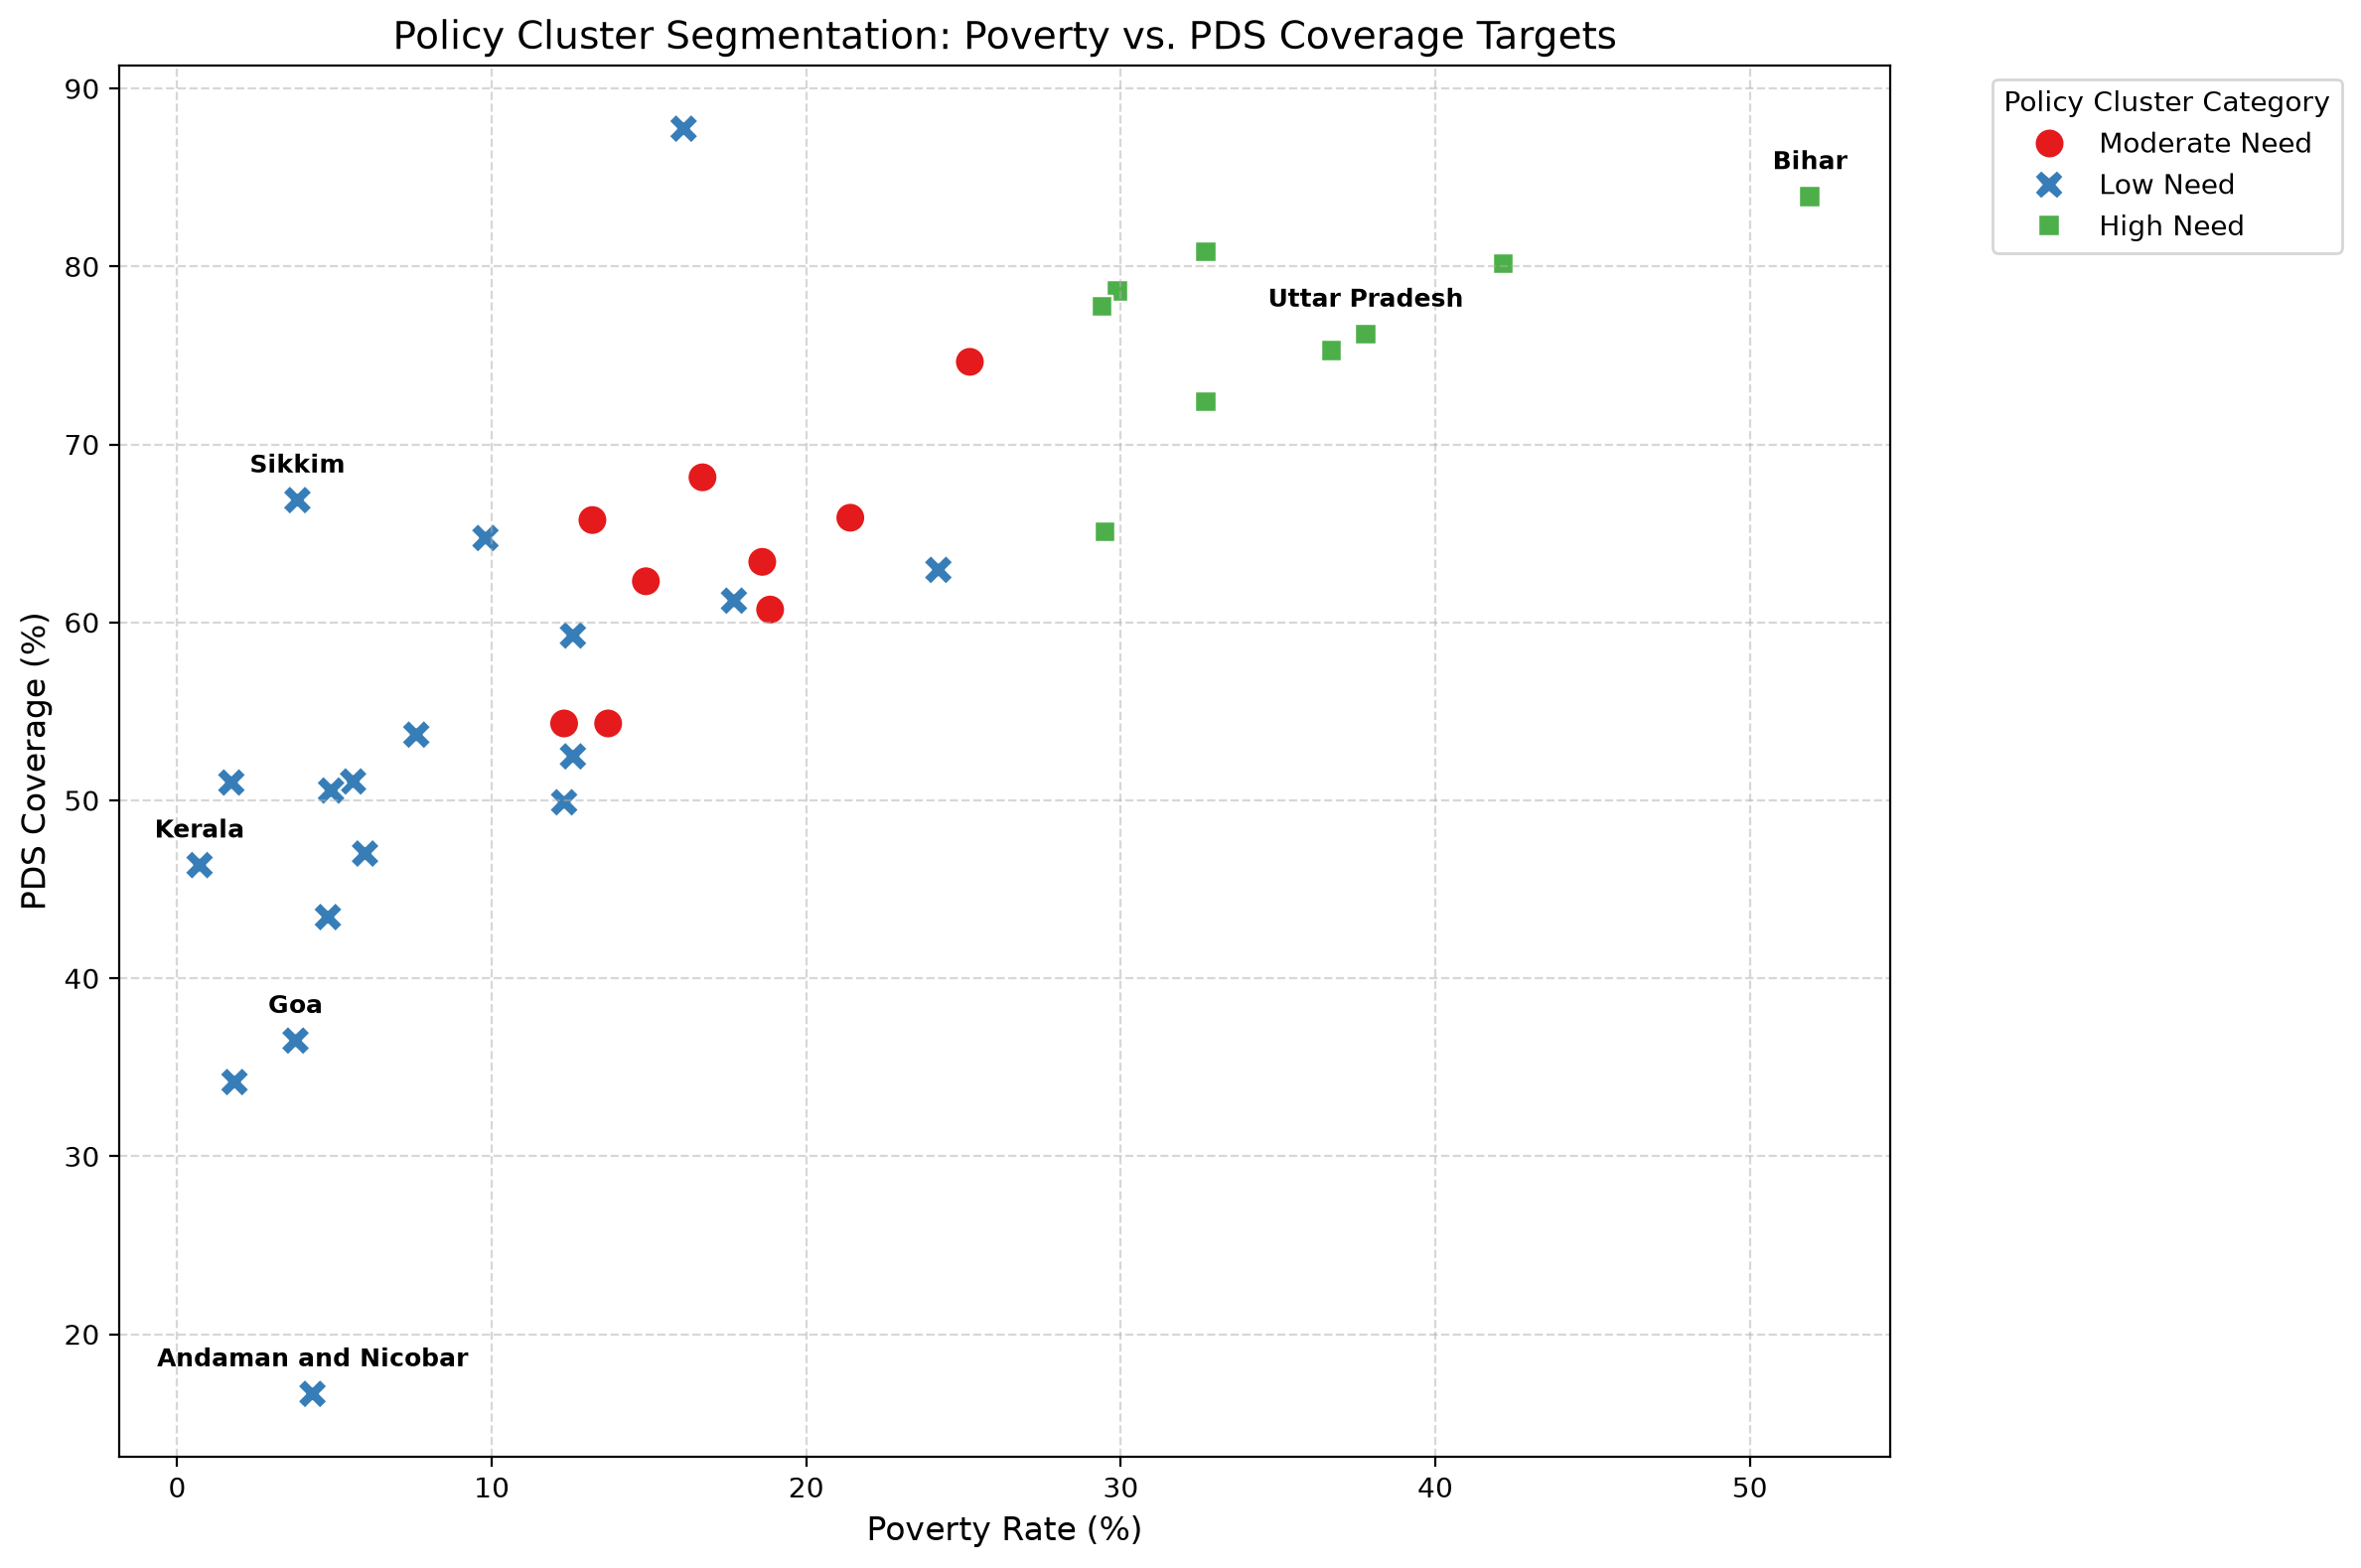 Policy Cluster Segmentation: Poverty vs. PDS Coverage Targets
Policy Cluster Category
Moderate Need
Low Need
High Need
PDS Coverage (%)
90
80
70
60
50
40
30
20
Bihar
Uttar Pradesh
Sikkim
Kerala
Goa
Andaman and Nicobar
0 10 20 30 40 50
Poverty Rate (%)